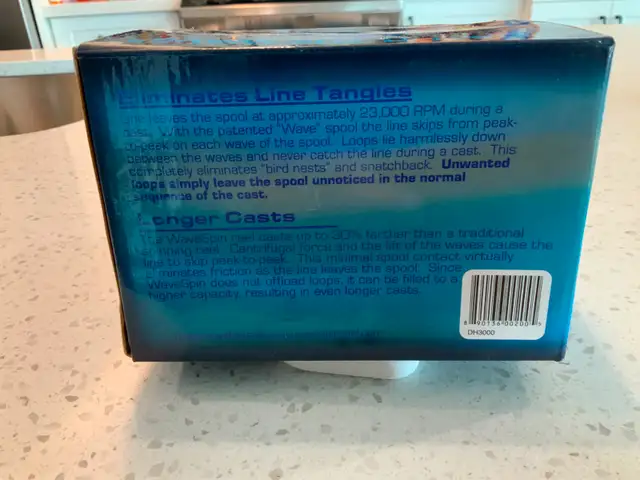 Eliminates Line Tangles
Line leaves the spool at approximately 23,000 RPM during a
cast. With the patented "Wave" spool the line skips from peak-
to-peak on each wave of the spool. Loops lie harmlessly down
between the waves and never catch the line during a cast. This
completely eliminates "bird nests" and snatchback. Unwanted
loops simply leave the spool unnoticed in the normal
sequence of the cast.
Longer Casts
The WaveSpin reel casts up to 30% farther than a traditional
spinning reel. Centrifugal force and the lift of the waves cause the
line to skip peak-to-peak. This minimal spool contact virtually
eliminates friction as the line leaves the spool. Since
WaveSpin does not offload loops, it can be filled to a
higher capacity, resulting in even longer casts.
8 90136 00200 5
DH3000